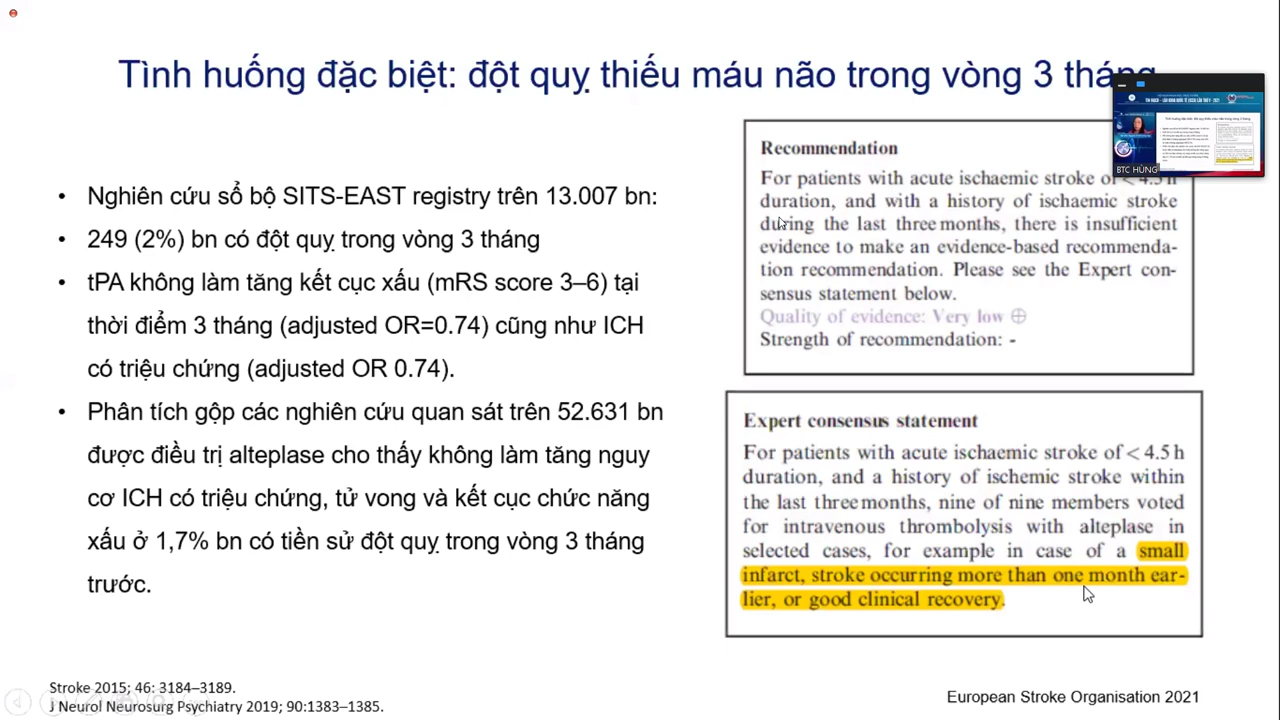 Tình huống đặc biệt: đột quỵ thiếu máu não trong vòng 3 tháng
• Nghiên cứu sổ bộ SITS-EAST registry trên 13.007 bn:
• 249 (2%) bn có đột quỵ trong vòng 3 tháng
• tPA không làm tăng kết cục xấu (mRS score 3–6) tại
thời điểm 3 tháng (adjusted OR=0.74) cũng như ICH
có triệu chứng (adjusted OR 0.74).
• Phân tích gộp các nghiên cứu quan sát trên 52.631 bn
được điều trị alteplase cho thấy không làm tăng nguy
cơ ICH có triệu chứng, tử vong và kết cục chức năng
xấu ở 1,7% bn có tiền sử đột quỵ trong vòng 3 tháng
trước.
Recommendation
For patients with acute ischaemic stroke of < 4.5 h
duration, and with a history of ischaemic stroke
during the last three months, there is insufficient
evidence to make an evidence-based recommenda-
tion recommendation. Please see the Expert con-
sensus statement below.
Quality of evidence: Very low ⊕
Strength of recommendation: -
Expert consensus statement
For patients with acute ischaemic stroke of < 4.5 h
duration, and a history of ischemic stroke within
the last three months, nine of nine members voted
for intravenous thrombolysis with alteplase in
selected cases, for example in case of a small
infarct, stroke occurring more than one month ear-
lier, or good clinical recovery.
BTC HÙNG
Stroke 2015; 46: 3184–3189.
J Neurol Neurosurg Psychiatry 2019; 90:1383–1385.
European Stroke Organisation 2021